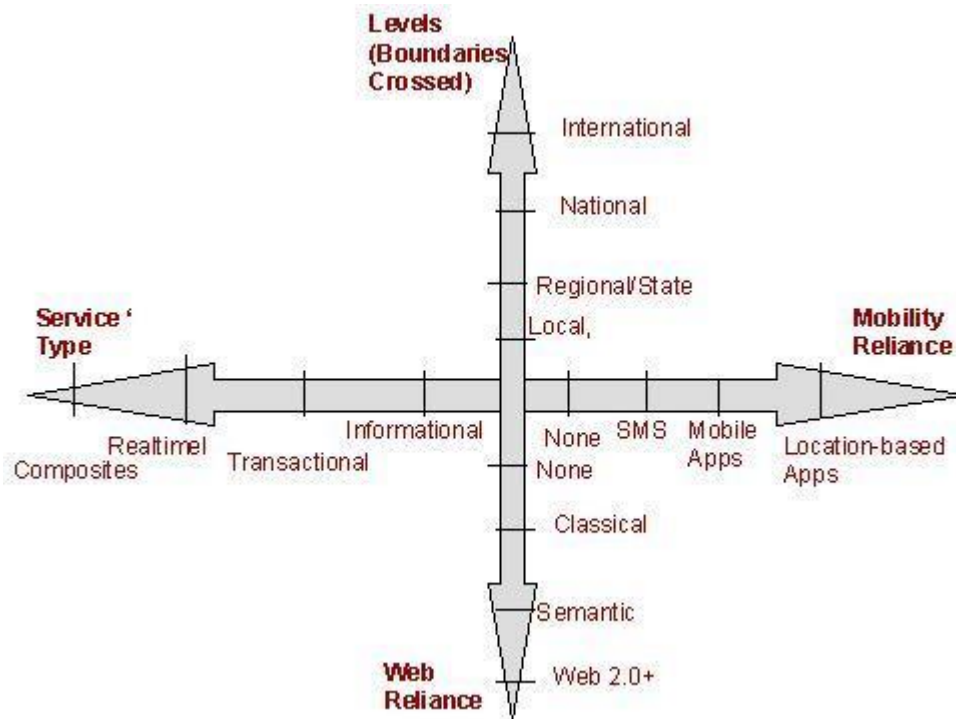 Levels
(Boundaries
Crossed)
International
National
Regional/State
Local,
Service ‘
Type
Mobility
Reliance
Informational
Realtimel
Transactional
Composites
None
SMS
Mobile
Apps
Location-based
Apps
None
Classical
Semantic
Web
Reliance
Web 2.0+